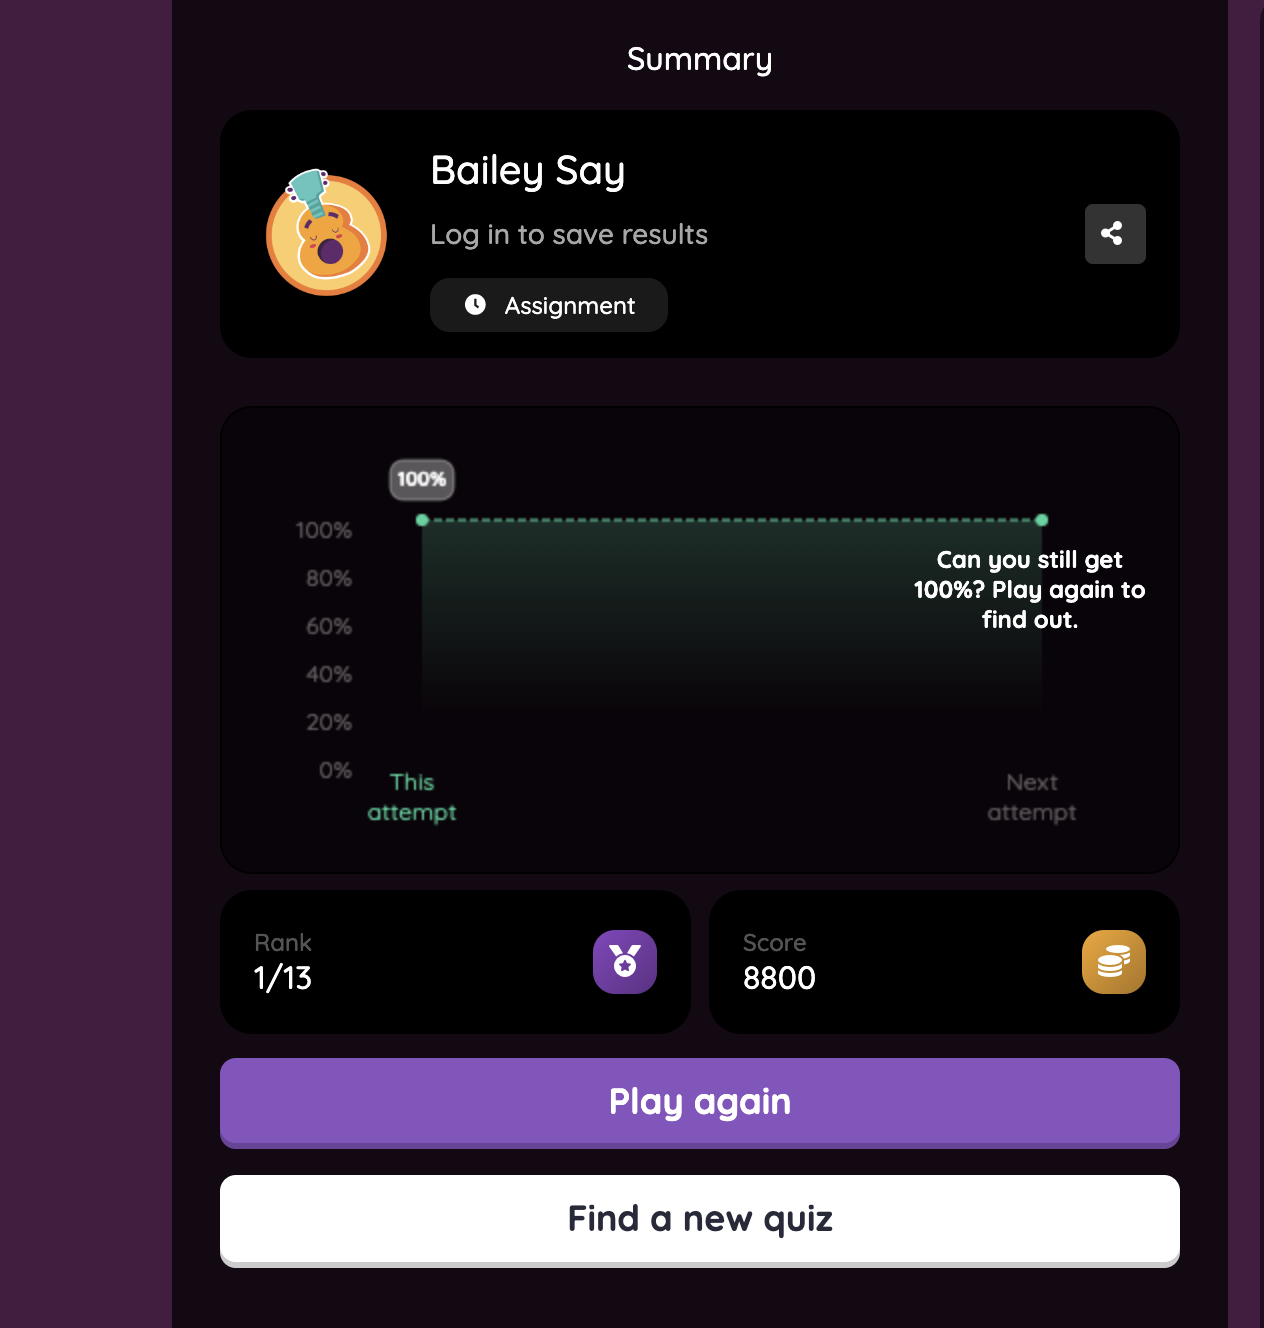 Summary
Bailey Say
Log in to save results
Assignment
100%
100%
80%
60%
40%
20%
0%
Can you still get
100%? Play again to
find out.
This
attempt
Next
attempt
Rank
1/13
Score
8800
Play again
Find a new quiz